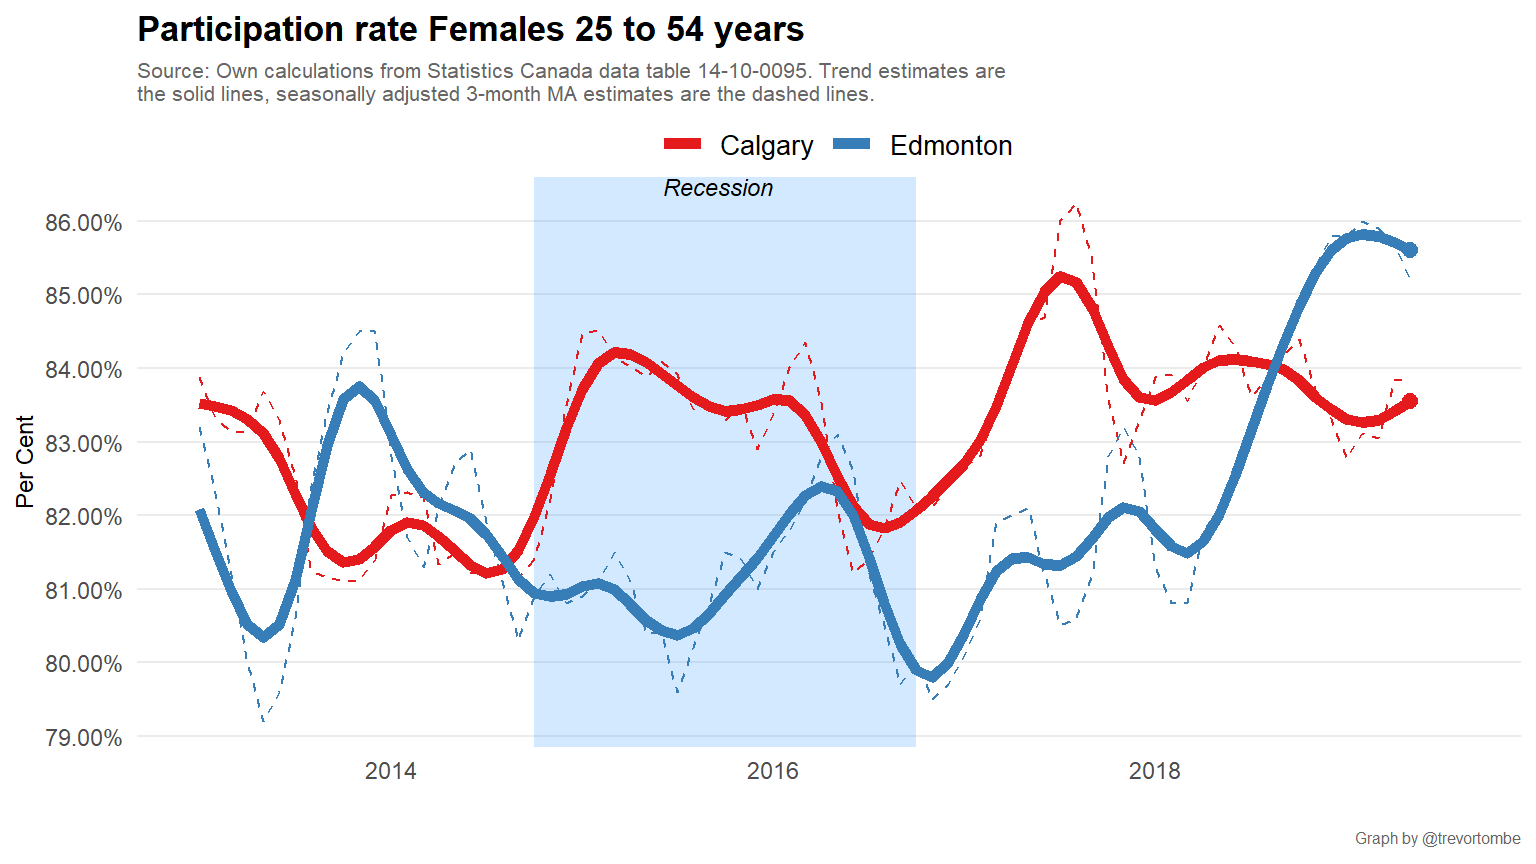 Participation rate Females 25 to 54 years
Source: Own calculations from Statistics Canada data table 14-10-0095. Trend estimates are
the solid lines, seasonally adjusted 3-month MA estimates are the dashed lines.
Calgary Edmonton
Recession
86.00%
85.00%
84.00%
83.00%
82.00%
81.00%
80.00%
79.00%
Per Cent
2014 2016 2018
Graph by @trevortombe